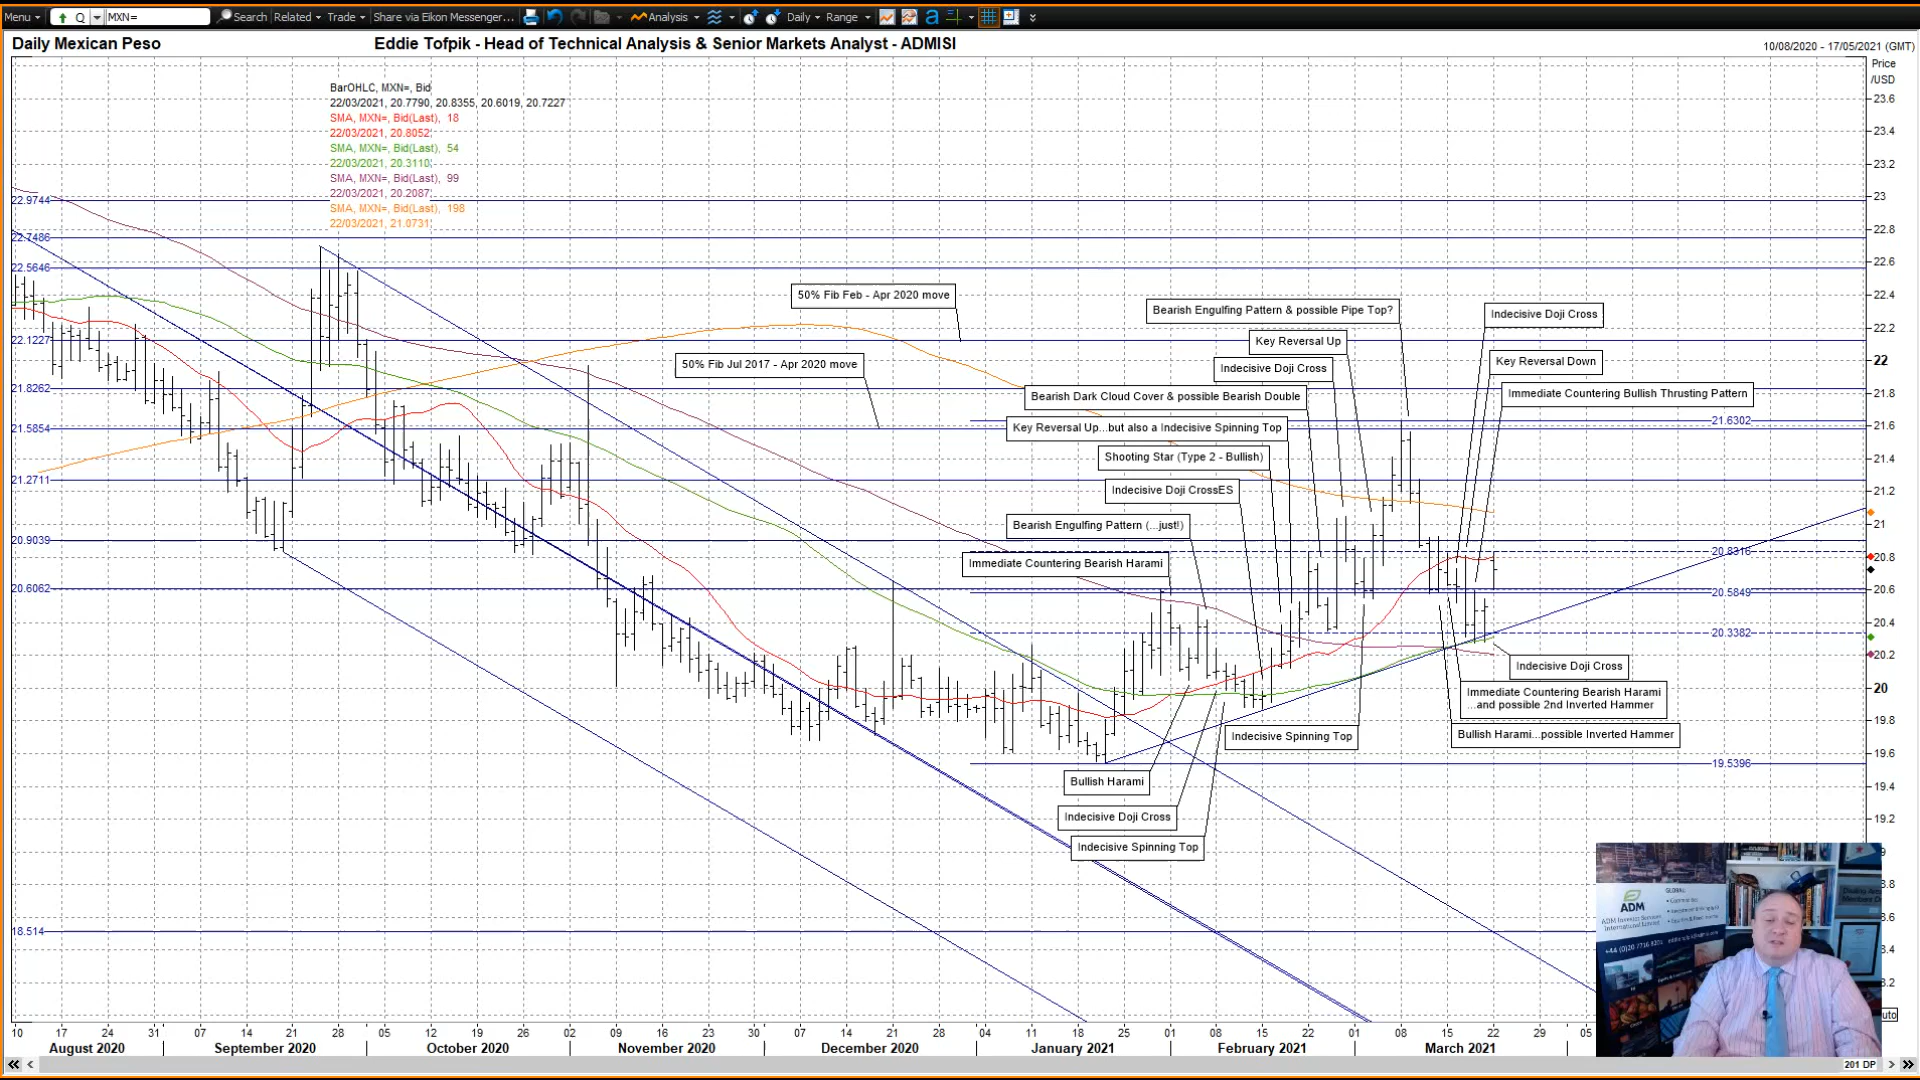 Menu Q MXN= Search Related Trade Share via Eikon Messenger... Analysis Daily Range
Daily Mexican Peso
Eddie Tofpik - Head of Technical Analysis & Senior Markets Analyst - ADMISI
10/08/2020 - 17/05/2021 (GMT)
Price
/USD
BarOHLC, MXN=, Bid
22/03/2021, 20.7790, 20.8355, 20.6019, 20.7227
SMA, MXN=, Bid(Last), 18
22/03/2021, 20.8052
SMA, MXN=, Bid(Last), 54
22/03/2021, 20.3110
SMA, MXN=, Bid(Last), 99
22/03/2021, 20.2087
SMA, MXN=, Bid(Last), 198
22/03/2021, 21.0731
22.9744
22.7486
22.5646
22.1227
21.8262
21.5854
21.2711
20.9039
20.6062
18.514
50% Fib Feb - Apr 2020 move
50% Fib Jul 2017 - Apr 2020 move
Bearish Engulfing Pattern & possible Pipe Top?
Key Reversal Up
Indecisive Doji Cross
Bearish Dark Cloud Cover & possible Bearish Double
Key Reversal Up...but also a Indecisive Spinning Top
Shooting Star (Type 2 - Bullish)
Indecisive Doji CrossES
Bearish Engulfing Pattern (...just!)
Immediate Countering Bearish Harami
Indecisive Doji Cross
Key Reversal Down
Immediate Countering Bullish Thrusting Pattern
21.6302
20.8316
20.5849
20.3382
19.5396
Indecisive Doji Cross
Immediate Countering Bearish Harami
...and possible 2nd Inverted Hammer
Bullish Harami...possible Inverted Hammer
Indecisive Spinning Top
Bullish Harami
Indecisive Doji Cross
Indecisive Spinning Top
23.6
23.4
23.2
23
22.8
22.6
22.4
22.2
22
21.8
21.6
21.4
21.2
21
20.8
20.6
20.4
20.2
20
19.8
19.6
19.4
19.2
9
8.8
8.6
8.4
8.2
uto
ADM
GLOBAL
10 17 24 31 07 14 21 28 05 12 19 26 02 09 16 23 30 07 14 21 28 04 11 18 25 01 08 15 22 01 08 15 22 29 05
August 2020 September 2020 October 2020 November 2020 December 2020 January 2021 February 2021 March 2021
201 DP